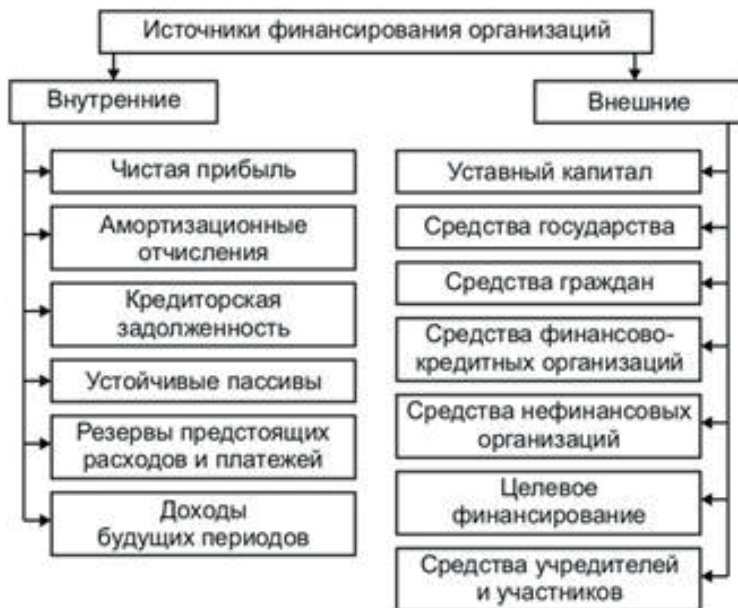 Источники финансирования организаций
Внутренние
Внешние
Чистая прибыль
Амортизационные
отчисления
Кредиторская
задолженность
Устойчивые пассивы
Резервы предстоящих
расходов и платежей
Доходы
будущих периодов
Уставный капитал
Средства государства
Средства граждан
Средства финансово-
кредитных организаций
Средства нефинансовых
организаций
Целевое
финансирование
Средства учредителей
и участников